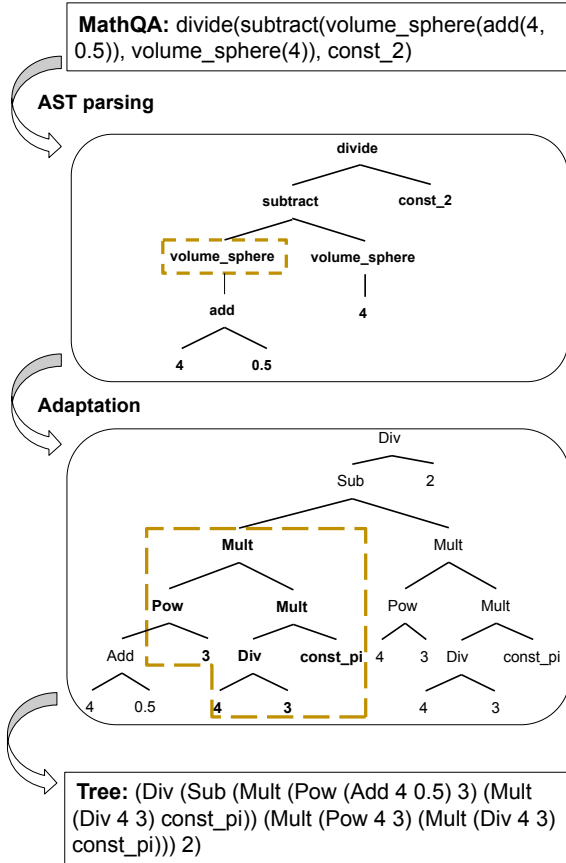 MathQA: divide(subtract(volume_sphere(add(4,
0.5)), volume_sphere(4)), const_2)
AST parsing
divide
subtract const_2
volume_sphere volume_sphere
add 4
4 0.5
Adaptation
Div
Sub 2
Mult Mult
Pow Mult Pow Mult
Add 3 Div const_pi 4 3 Div const_pi
4 0.5 4 3 4 3
Tree: (Div (Sub (Mult (Pow (Add 4 0.5) 3) (Mult
(Div 4 3) const_pi)) (Mult (Pow 4 3) (Mult (Div 4 3)
const_pi))) 2)